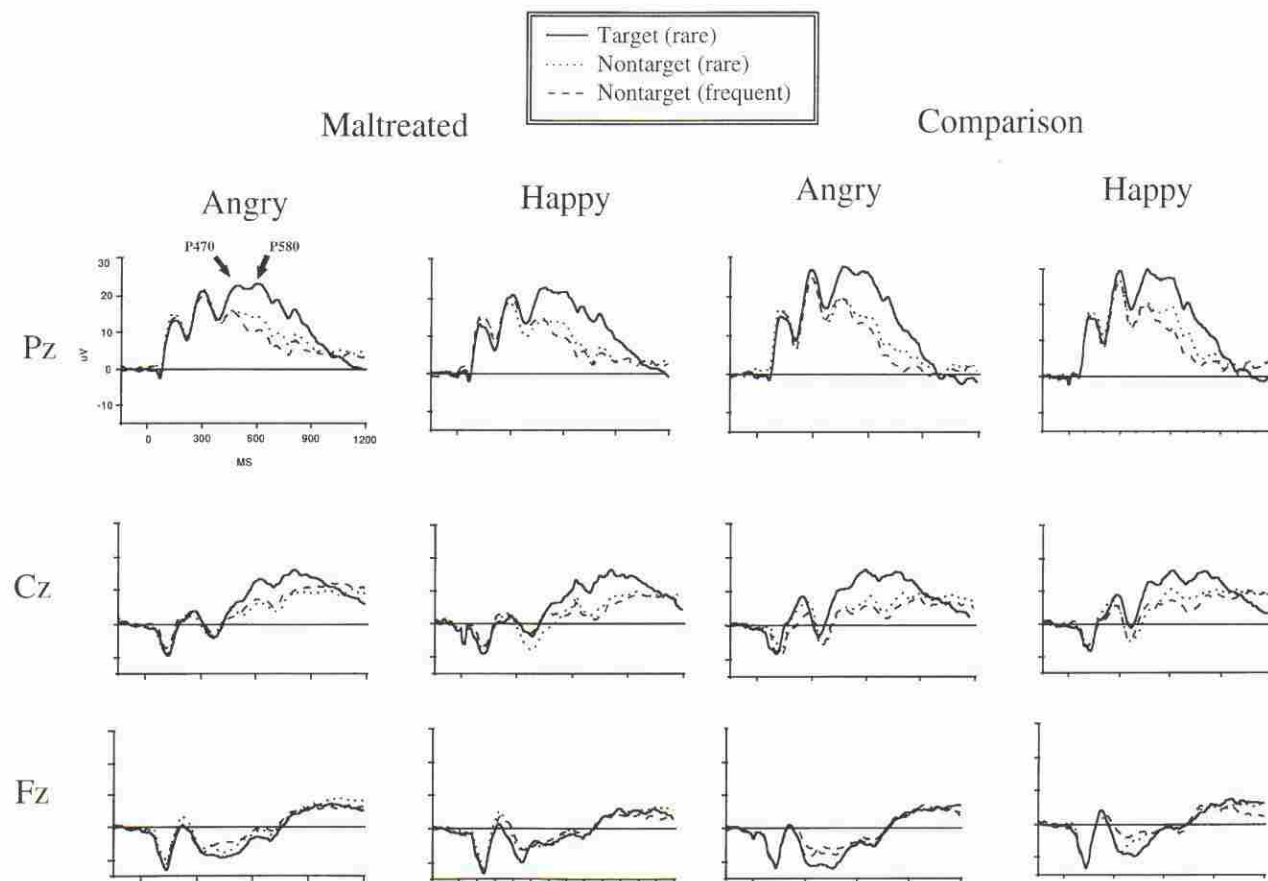 Target (rare)
Nontarget (rare)
Nontarget (frequent)
Maltreated
Comparison
Angry
Happy
Angry
Happy
P470
P580
Pz
uV
30
20
10
0
-10
0 300 600 900 1200
MS
Cz
Fz